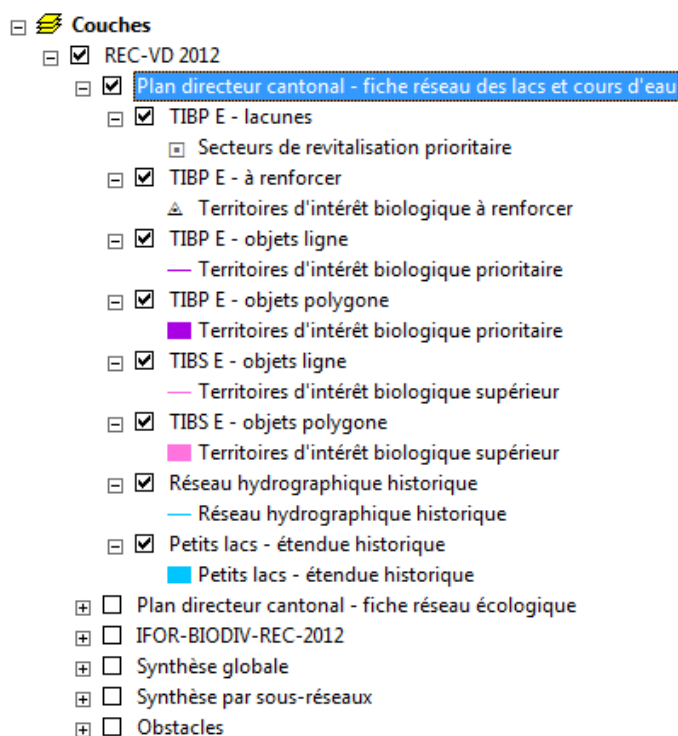 Couches
REC-VD 2012
Plan directeur cantonal - fiche réseau des lacs et cours d'eau
TIBP E - lacunes
Secteurs de revitalisation prioritaire
TIBP E - à renforcer
Territoires d'intérêt biologique à renforcer
TIBP E - objets ligne
Territoires d'intérêt biologique prioritaire
TIBP E - objets polygone
Territoires d'intérêt biologique prioritaire
TIBS E - objets ligne
Territoires d'intérêt biologique supérieur
TIBS E - objets polygone
Territoires d'intérêt biologique supérieur
Réseau hydrographique historique
Réseau hydrographique historique
Petits lacs - étendue historique
Petits lacs - étendue historique
Plan directeur cantonal - fiche réseau écologique
IFOR-BIODIV-REC-2012
Synthèse globale
Synthèse par sous-réseaux
Obstacles